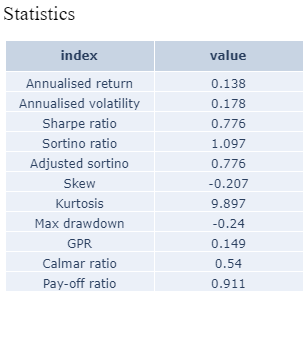 Statistics
index value
Annualised return 0.138
Annualised volatility 0.178
Sharpe ratio 0.776
Sortino ratio 1.097
Adjusted sortino 0.776
Skew -0.207
Kurtosis 9.897
Max drawdown -0.24
GPR 0.149
Calmar ratio 0.54
Pay-off ratio 0.911